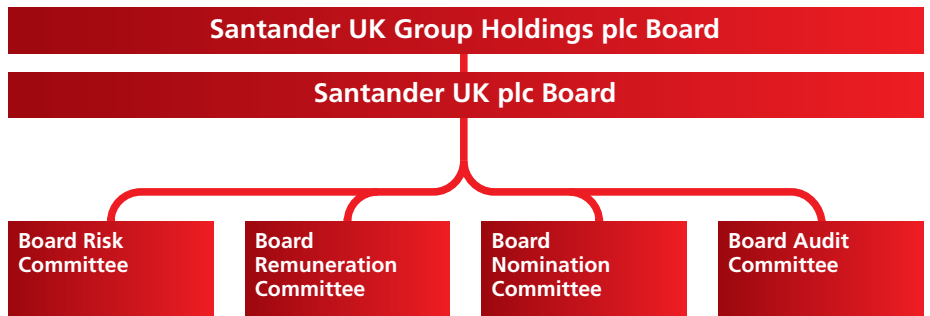 Santander UK Group Holdings plc Board
Santander UK plc Board
Board Risk
Committee
Board
Remuneration
Committee
Board
Nomination
Committee
Board Audit
Committee